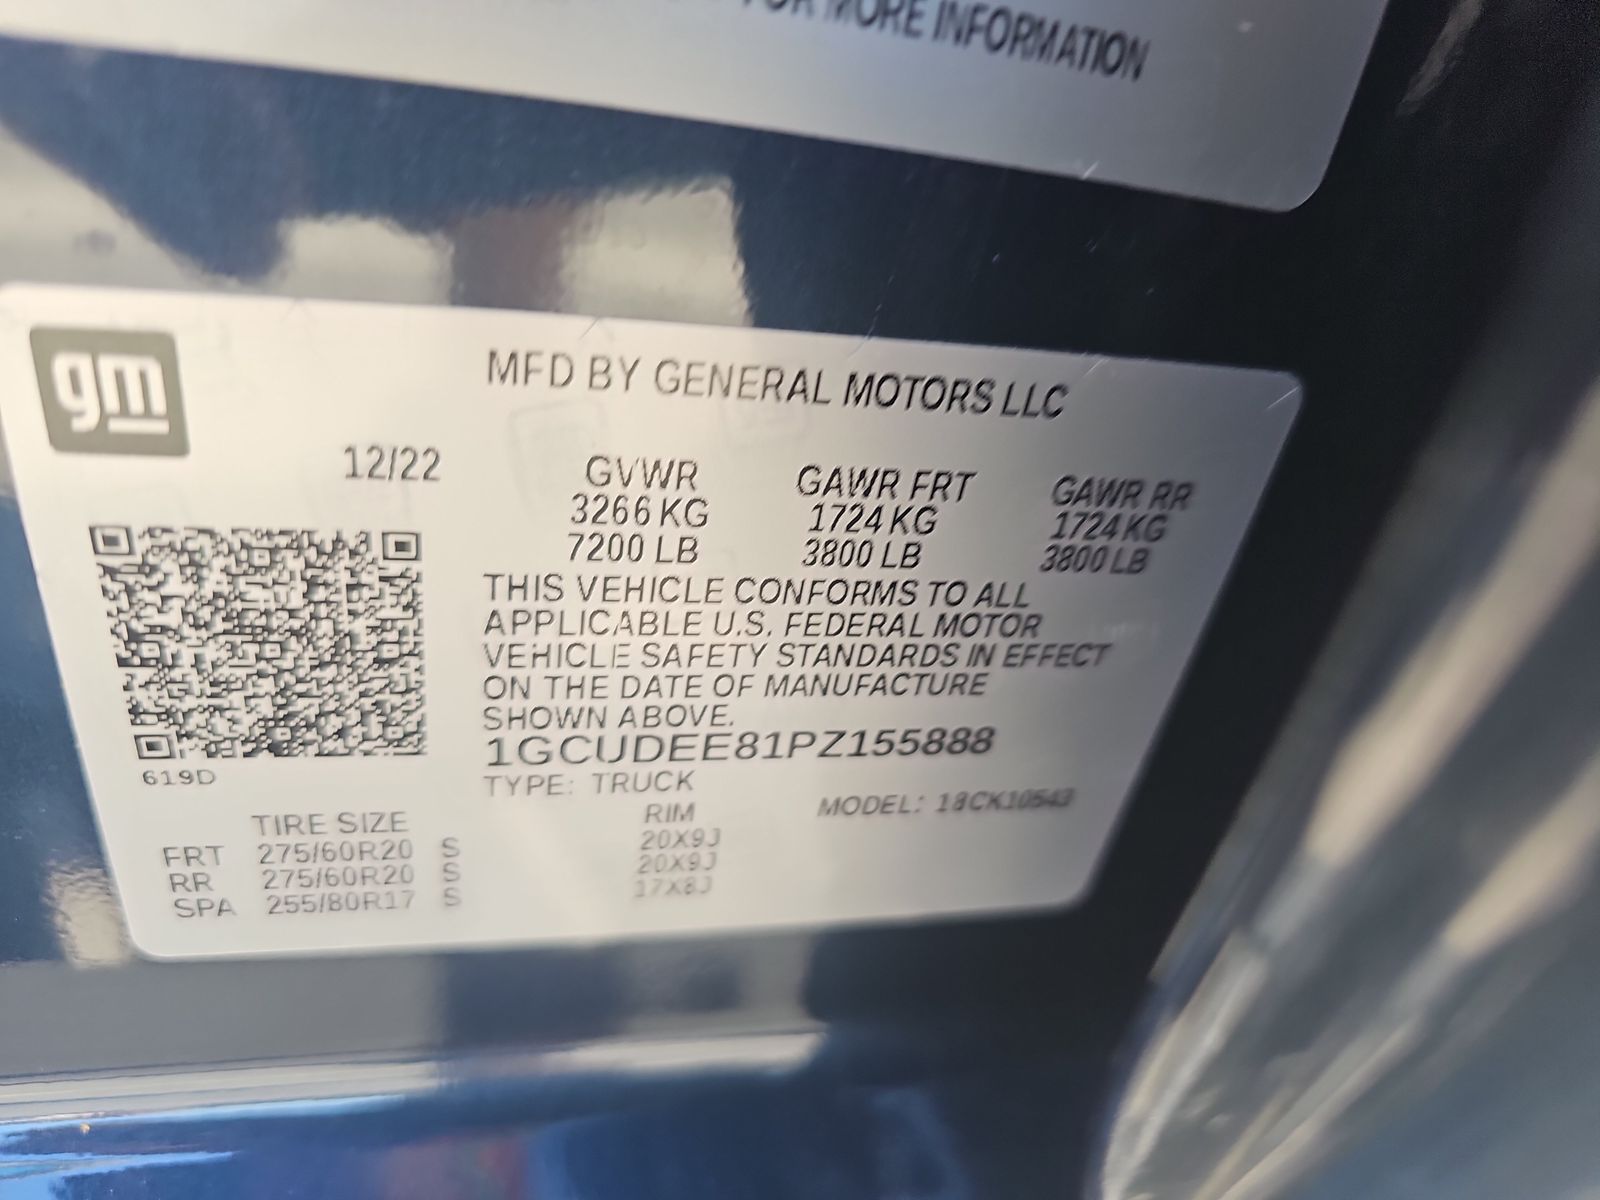 FOR MORE INFORMATION
gm
MFD BY GENERAL MOTORS LLC
12/22
GVWR GAWR FRT GAWR RR
3266 KG 1724 KG 1724 KG
7200 LB 3800 LB 3800 LB
THIS VEHICLE CONFORMS TO ALL
APPLICABLE U.S. FEDERAL MOTOR
VEHICLE SAFETY STANDARDS IN EFFECT
ON THE DATE OF MANUFACTURE
SHOWN ABOVE.
1GCUDEE81PZ155888
619D
TYPE: TRUCK
MODEL: 18CK10543
TIRE SIZE RIM
FRT 275/60R20 S 20X9J
RR 275/60R20 S 20X9J
SPA 255/80R17 S 17X8J